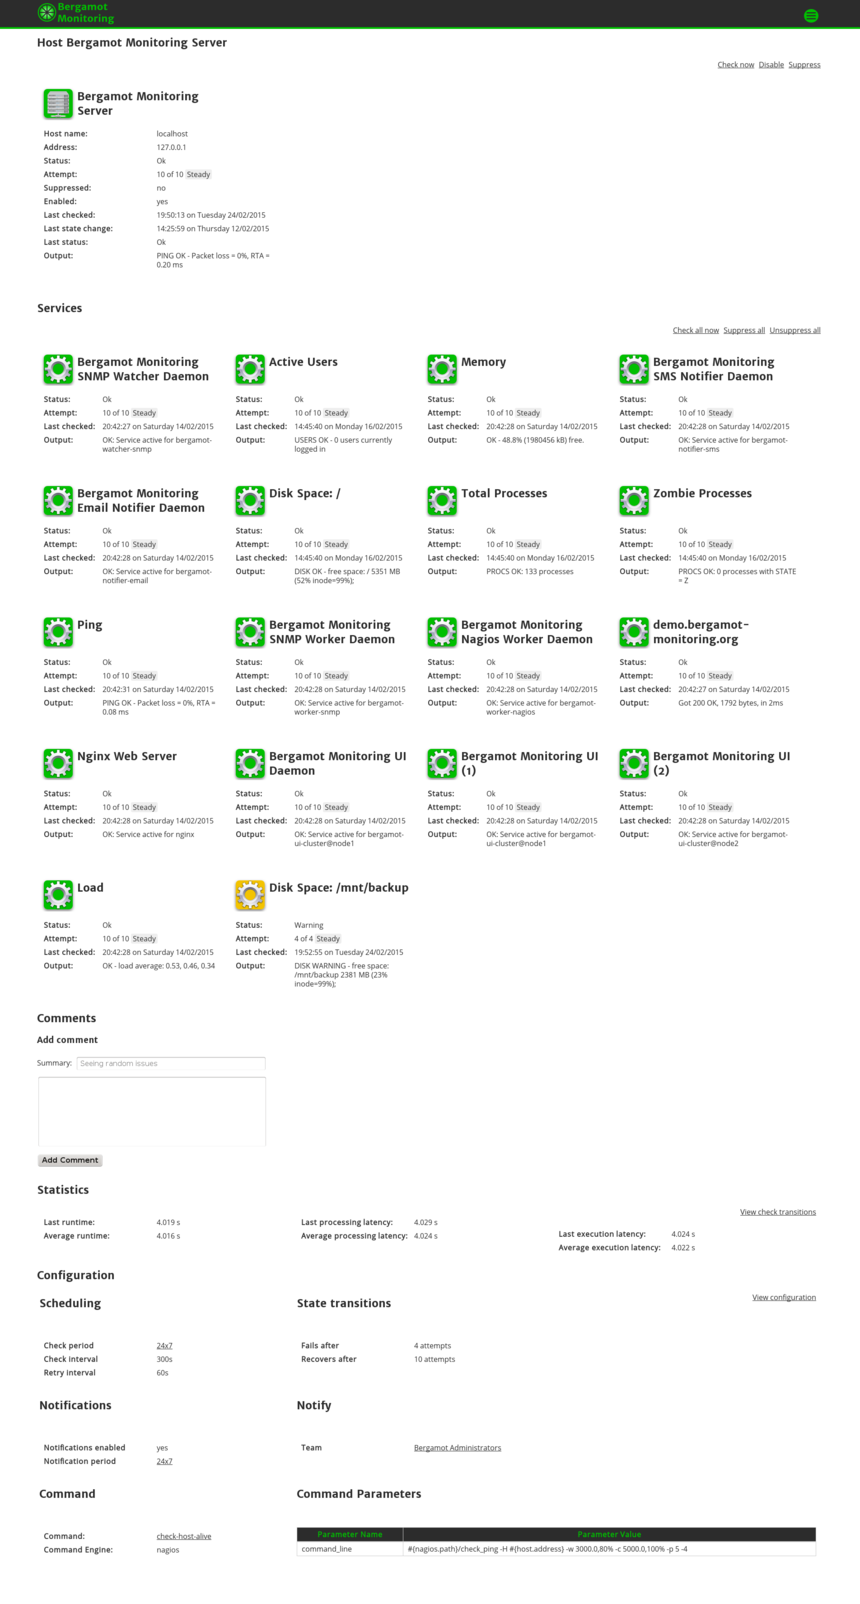 Bergamot
Monitoring
Host Bergamot Monitoring Server
Check now Disable Suppress
Bergamot Monitoring
Server
Host name: localhost
Address: 127.0.0.1
Status: Ok
Attempt: 10 of 10 Steady
Suppressed: no
Enabled: yes
Last checked: 19:50:13 on Tuesday 24/02/2015
Last state change: 14:25:59 on Thursday 12/02/2015
Last status: Ok
Output: PING OK - Packet loss = 0%, RTA =
0.20 ms
Services
Check all now Suppress all Unsuppress all
Bergamot Monitoring
SNMP Watcher Daemon
Status: Ok
Attempt: 10 of 10 Steady
Last checked: 20:42:27 on Saturday 14/02/2015
Output: OK: Service active for bergamot-
watcher-snmp
Active Users
Status: Ok
Attempt: 10 of 10 Steady
Last checked: 14:45:40 on Monday 16/02/2015
Output: USERS OK - 0 users currently
logged in
Memory
Status: Ok
Attempt: 10 of 10 Steady
Last checked: 20:42:28 on Saturday 14/02/2015
Output: OK - 48.8% (1980456 kB) free.
Bergamot Monitoring
SMS Notifier Daemon
Status: Ok
Attempt: 10 of 10 Steady
Last checked: 20:42:28 on Saturday 14/02/2015
Output: OK: Service active for bergamot-
notifier-sms
Bergamot Monitoring
Email Notifier Daemon
Status: Ok
Attempt: 10 of 10 Steady
Last checked: 20:42:28 on Saturday 14/02/2015
Output: OK: Service active for bergamot-
notifier-email
Disk Space: /
Status: Ok
Attempt: 10 of 10 Steady
Last checked: 14:45:40 on Monday 16/02/2015
Output: DISK OK - free space: / 5351 MB
(52% inode=99%);
Total Processes
Status: Ok
Attempt: 10 of 10 Steady
Last checked: 14:45:40 on Monday 16/02/2015
Output: PROCS OK: 133 processes
Zombie Processes
Status: Ok
Attempt: 10 of 10 Steady
Last checked: 14:45:40 on Monday 16/02/2015
Output: PROCS OK: 0 processes with STATE
= Z
Ping
Status: Ok
Attempt: 10 of 10 Steady
Last checked: 20:42:31 on Saturday 14/02/2015
Output: PING OK - Packet loss = 0%, RTA =
0.08 ms
Bergamot Monitoring
SNMP Worker Daemon
Status: Ok
Attempt: 10 of 10 Steady
Last checked: 20:42:28 on Saturday 14/02/2015
Output: OK: Service active for bergamot-
worker-snmp
Bergamot Monitoring
Nagios Worker Daemon
Status: Ok
Attempt: 10 of 10 Steady
Last checked: 20:42:28 on Saturday 14/02/2015
Output: OK: Service active for bergamot-
worker-nagios
demo.bergamot-
monitoring.org
Status: Ok
Attempt: 10 of 10 Steady
Last checked: 20:42:27 on Saturday 14/02/2015
Output: Got 200 OK, 1792 bytes, in 2ms
Nginx Web Server
Status: Ok
Attempt: 10 of 10 Steady
Last checked: 20:42:28 on Saturday 14/02/2015
Output: OK: Service active for nginx
Bergamot Monitoring UI
Daemon
Status: Ok
Attempt: 10 of 10 Steady
Last checked: 20:42:28 on Saturday 14/02/2015
Output: OK: Service active for bergamot-
ui-cluster@node1
Bergamot Monitoring UI
(1)
Status: Ok
Attempt: 10 of 10 Steady
Last checked: 20:42:28 on Saturday 14/02/2015
Output: OK: Service active for bergamot-
ui-cluster@node1
Bergamot Monitoring UI
(2)
Status: Ok
Attempt: 10 of 10 Steady
Last checked: 20:42:28 on Saturday 14/02/2015
Output: OK: Service active for bergamot-
ui-cluster@node2
Load
Status: Ok
Attempt: 10 of 10 Steady
Last checked: 20:42:28 on Saturday 14/02/2015
Output: OK - load average: 0.53, 0.46, 0.34
Disk Space: /mnt/backup
Status: Warning
Attempt: 4 of 4 Steady
Last checked: 19:52:55 on Tuesday 24/02/2015
Output: DISK WARNING - free space:
/mnt/backup 2381 MB (23%
inode=99%);
Comments
Add comment
Summary: Seeing random issues
Add Comment
Statistics
View check transitions
Last runtime: 4.019 s
Average runtime: 4.016 s
Last processing latency: 4.029 s
Average processing latency: 4.024 s
Last execution latency: 4.024 s
Average execution latency: 4.022 s
Configuration
View configuration
Scheduling
Check period 24x7
Check interval 300s
Retry interval 60s
State transitions
Fails after 4 attempts
Recovers after 10 attempts
Notifications
Notifications enabled yes
Notification period 24x7
Notify
Team Bergamot Administrators
Command
Command: check-host-alive
Command Engine: nagios
Command Parameters
Parameter Name Parameter Value
command_line #{nagios.path}/check_ping -H #{host.address} -w 3000.0,80% -c 5000.0,100% -p 5 -4